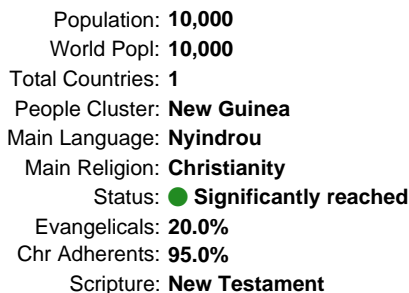 Population: 10,000
World Popl: 10,000
Total Countries: 1
People Cluster: New Guinea
Main Language: Nyindrou
Main Religion: Christianity
Status: Significantly reached
Evangelicals: 20.0%
Chr Adherents: 95.0%
Scripture: New Testament